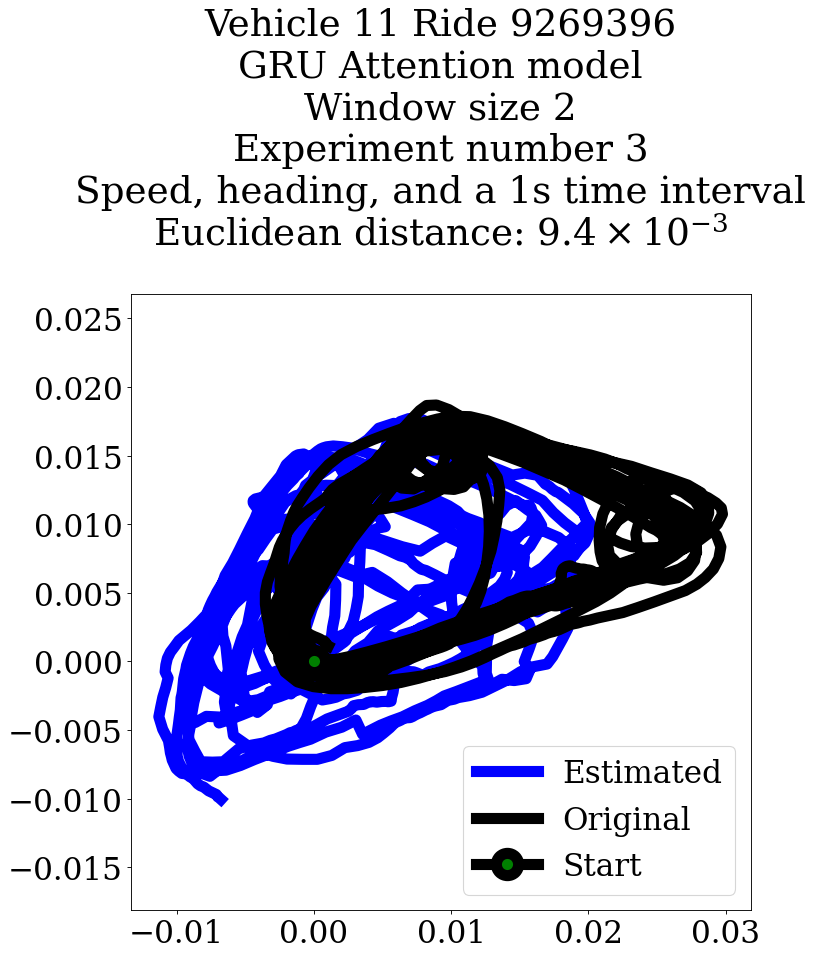 Vehicle 11 Ride 9269396
GRU Attention model
Window size 2
Experiment number 3
Speed, heading, and a 1s time interval
Euclidean distance: 9.4 × 10⁻³
0.025
0.020
0.015
0.010
0.005
0.000
−0.005
−0.010
−0.015
Estimated
Original
Start
−0.01 0.00 0.01 0.02 0.03